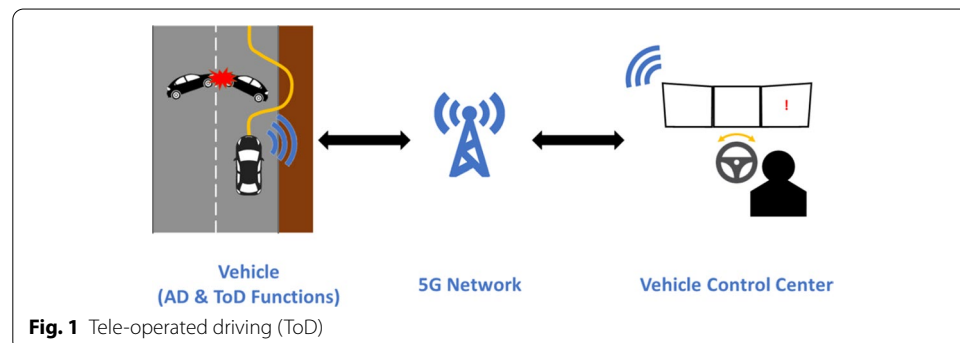 !
Vehicle
(AD & ToD Functions)
5G Network
Vehicle Control Center
Fig. 1 Tele-operated driving (ToD)